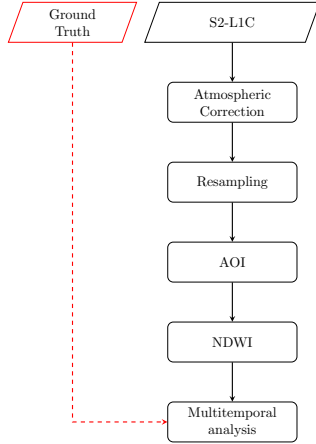 Ground
Truth
S2-L1C
Atmospheric
Correction
Resampling
AOI
NDWI
Multitemporal
analysis